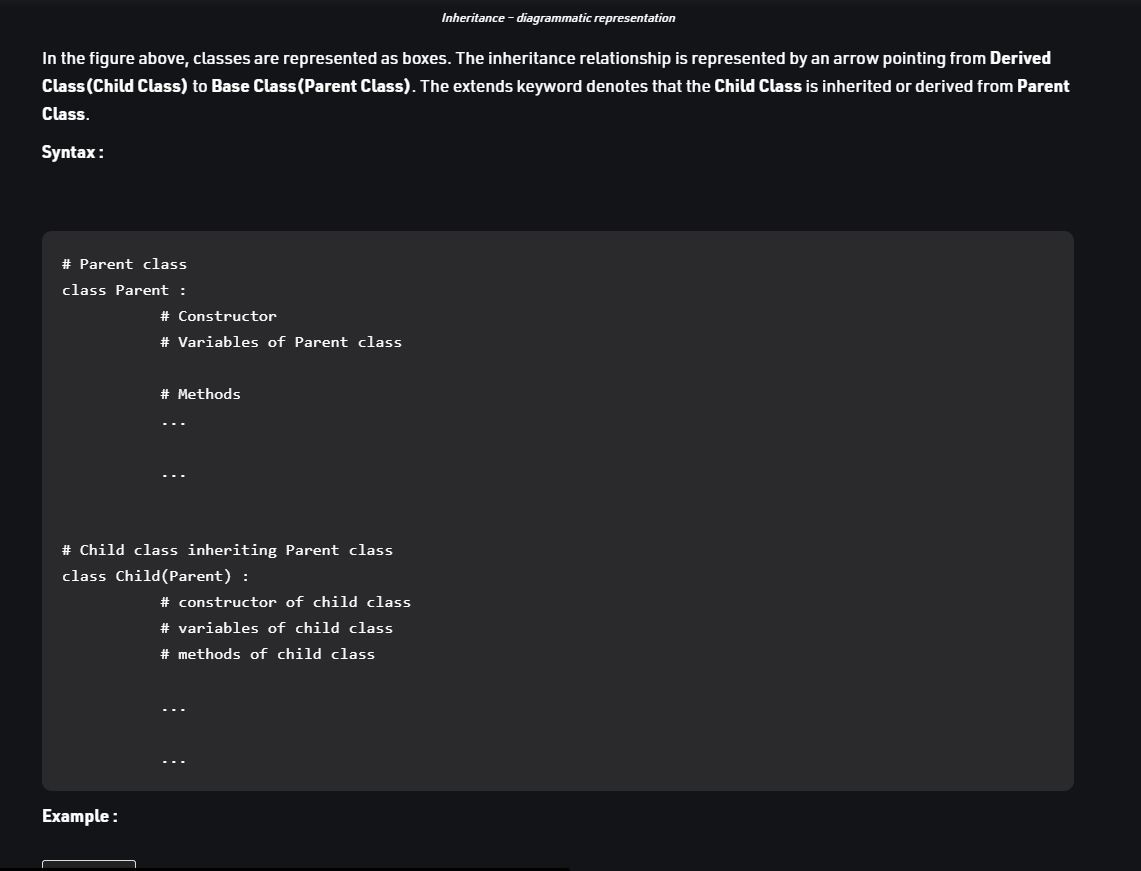 Inheritance – diagrammatic representation
In the figure above, classes are represented as boxes. The inheritance relationship is represented by an arrow pointing from Derived
Class(Child Class) to Base Class(Parent Class). The extends keyword denotes that the Child Class is inherited or derived from Parent
Class.
Syntax :
# Parent class
class Parent :
# Constructor
# Variables of Parent class
# Methods
...
...
# Child class inheriting Parent class
class Child(Parent) :
# constructor of child class
# variables of child class
# methods of child class
...
...
Example :